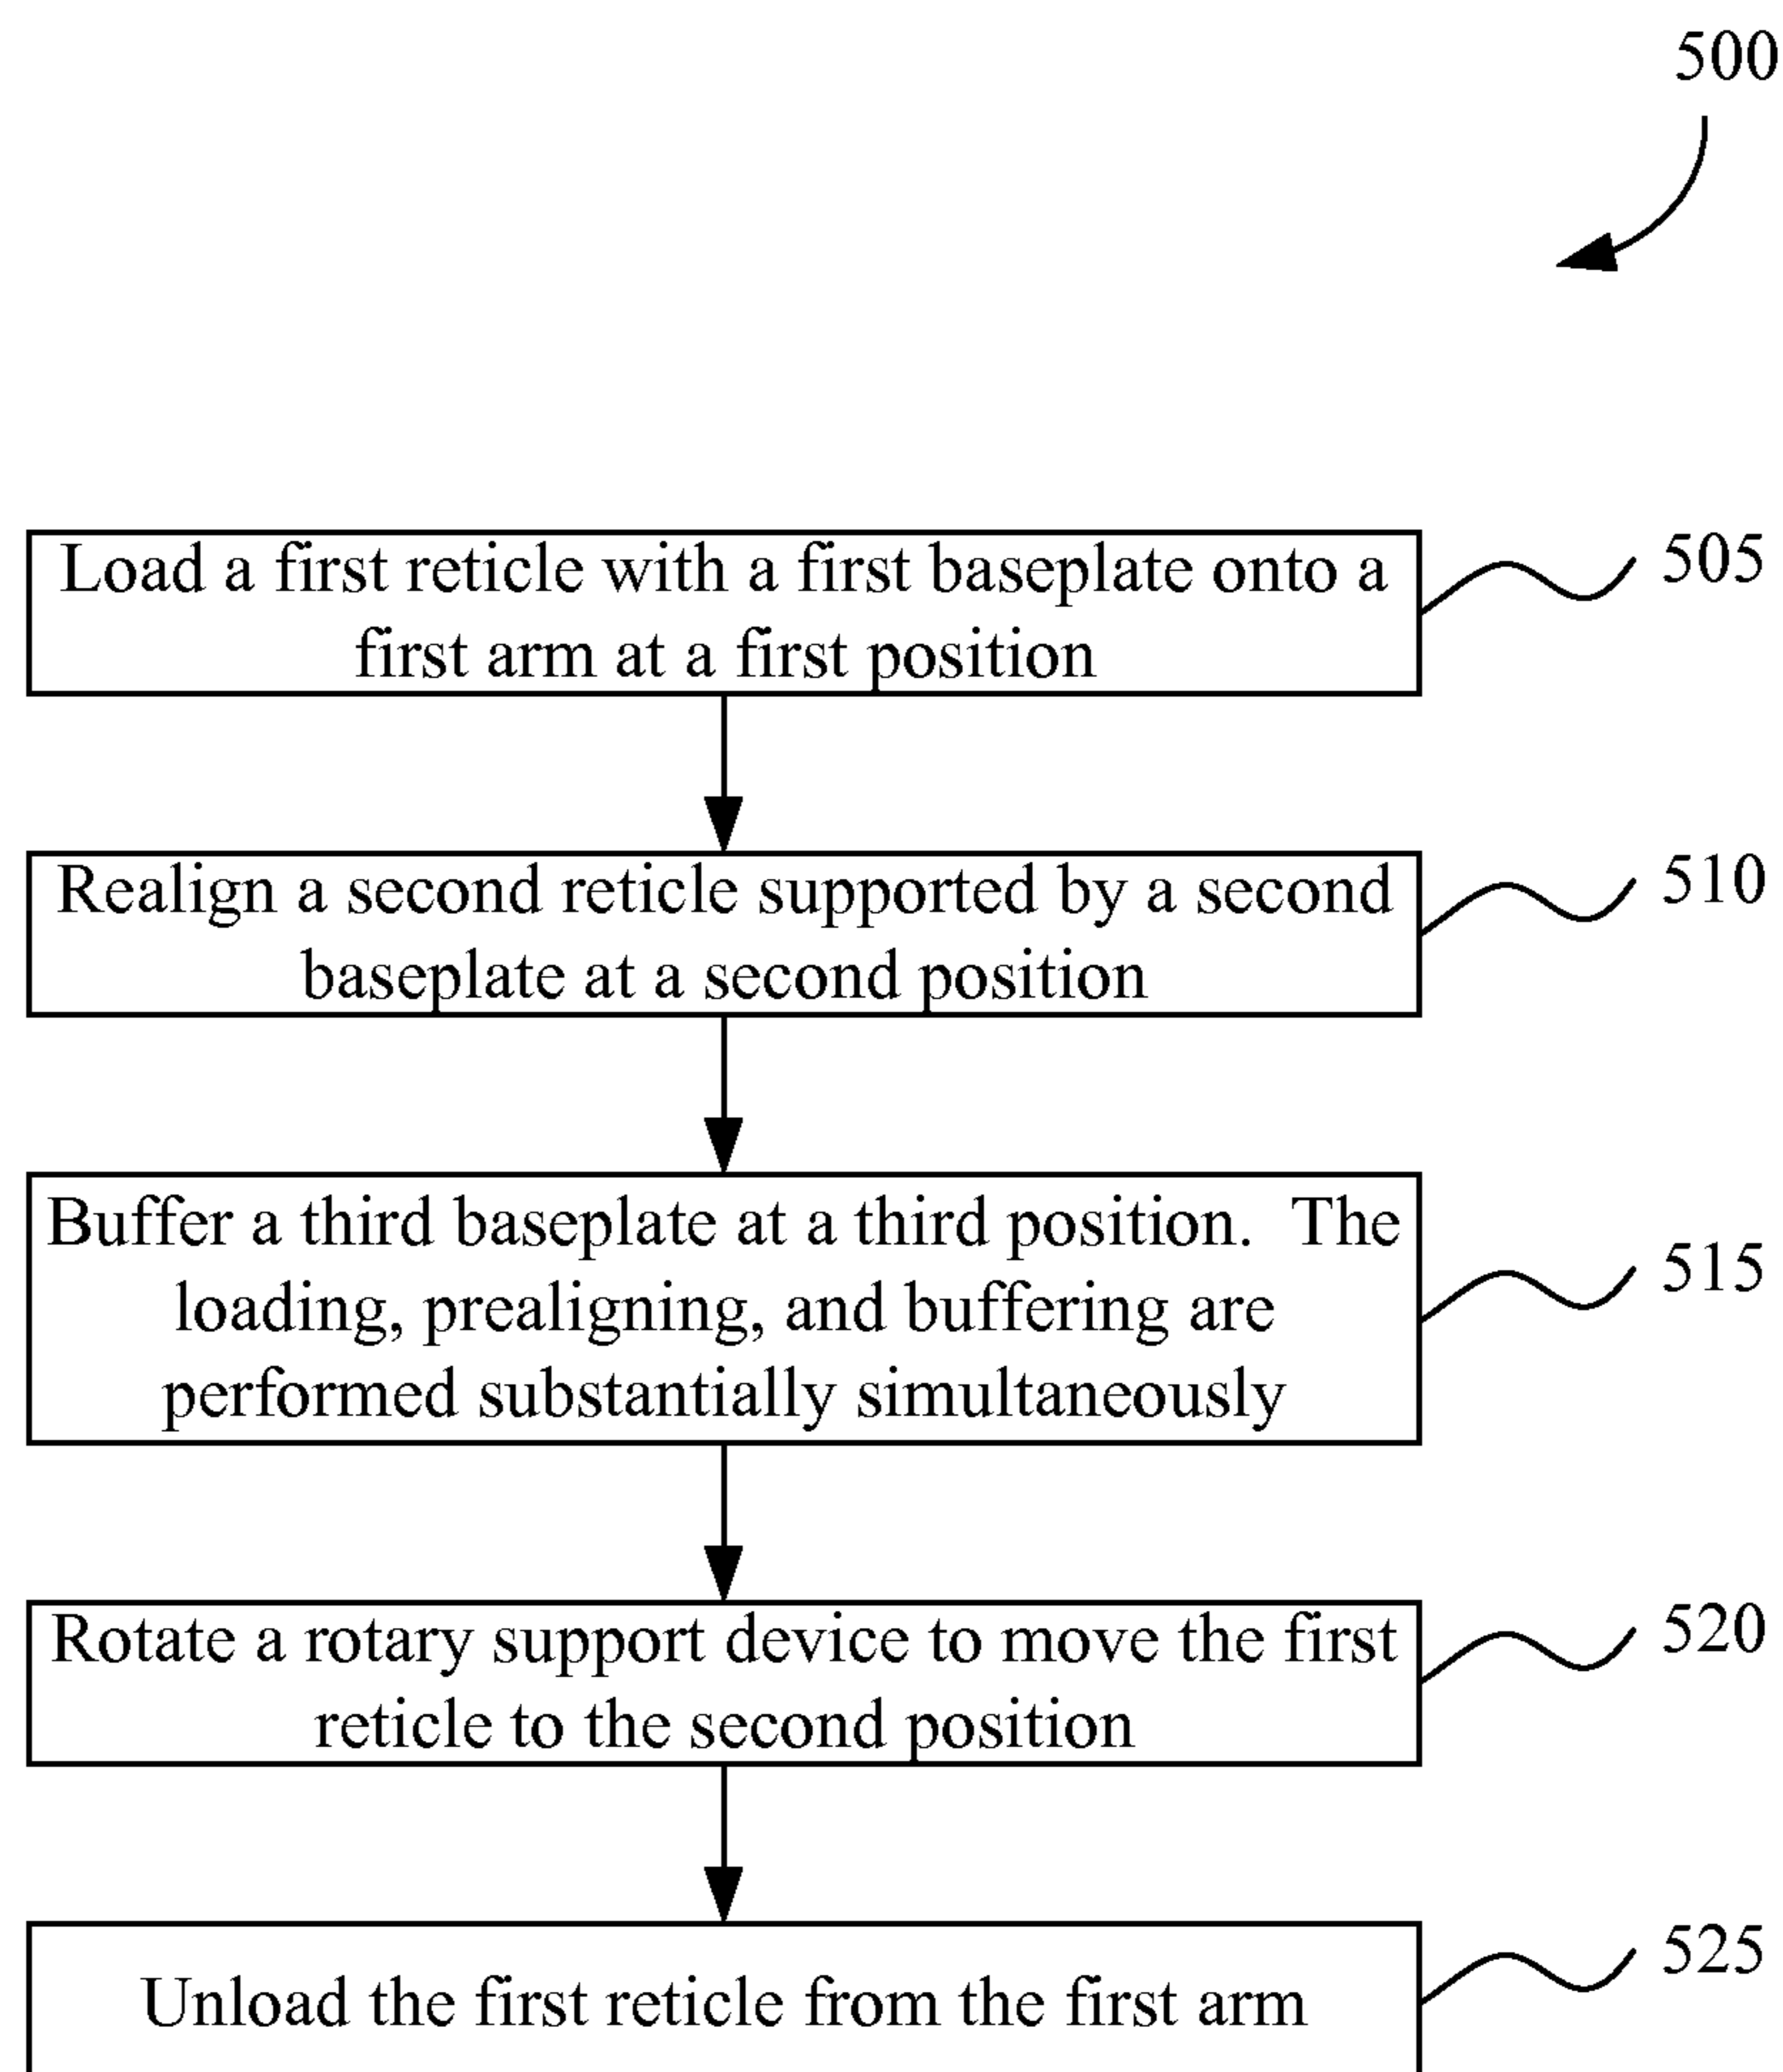 500
Load a first reticle with a first baseplate onto a
first arm at a first position
505
Realign a second reticle supported by a second
baseplate at a second position
510
Buffer a third baseplate at a third position. The
loading, prealigning, and buffering are
performed substantially simultaneously
515
Rotate a rotary support device to move the first
reticle to the second position
520
Unload the first reticle from the first arm
525